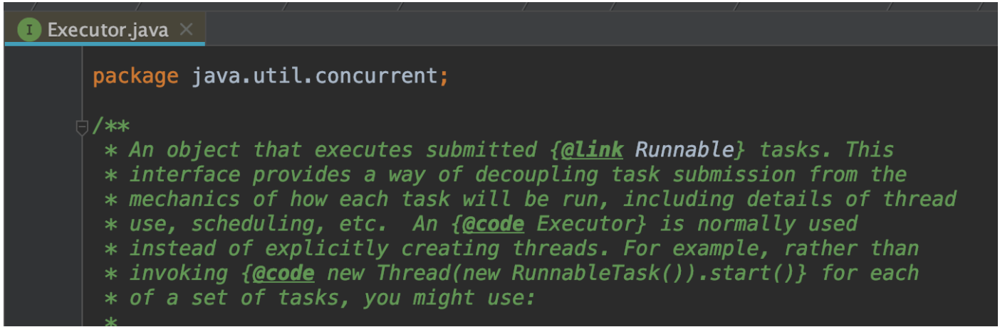 I Executor.java ×
package java.util.concurrent;
/**
* An object that executes submitted {@link Runnable} tasks. This
* interface provides a way of decoupling task submission from the
* mechanics of how each task will be run, including details of thread
* use, scheduling, etc.  An {@code Executor} is normally used
* instead of explicitly creating threads. For example, rather than
* invoking {@code new Thread(new RunnableTask()).start()} for each
* of a set of tasks, you might use:
*